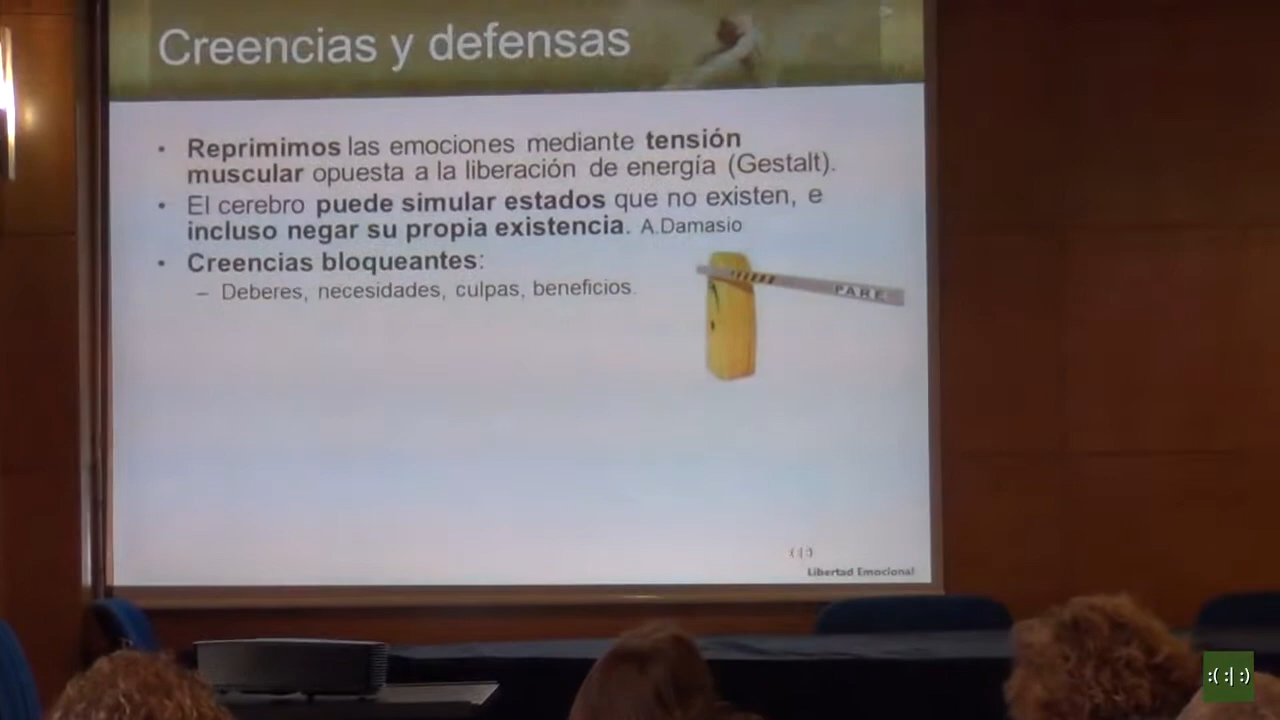 Creencias y defensas
• Reprimimos las emociones mediante tensión
muscular opuesta a la liberación de energía (Gestalt).
• El cerebro puede simular estados que no existen, e
incluso negar su propia existencia. A.Damasio
• Creencias bloqueantes:
– Deberes, necesidades, culpas, beneficios.
PARE
:(|:)
Libertad Emocional
:(:|:)